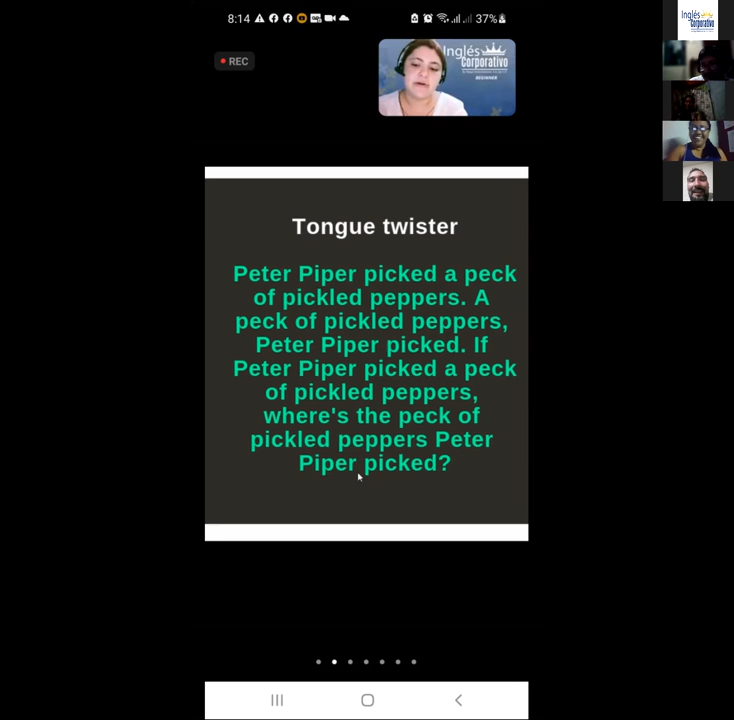 8:14
37%
REC
Inglés
Corporativo
BEGINNER
Inglés
Corporativo
Tongue twister
Peter Piper picked a peck
of pickled peppers. A
peck of pickled peppers,
Peter Piper picked. If
Peter Piper picked a peck
of pickled peppers,
where's the peck of
pickled peppers Peter
Piper picked?